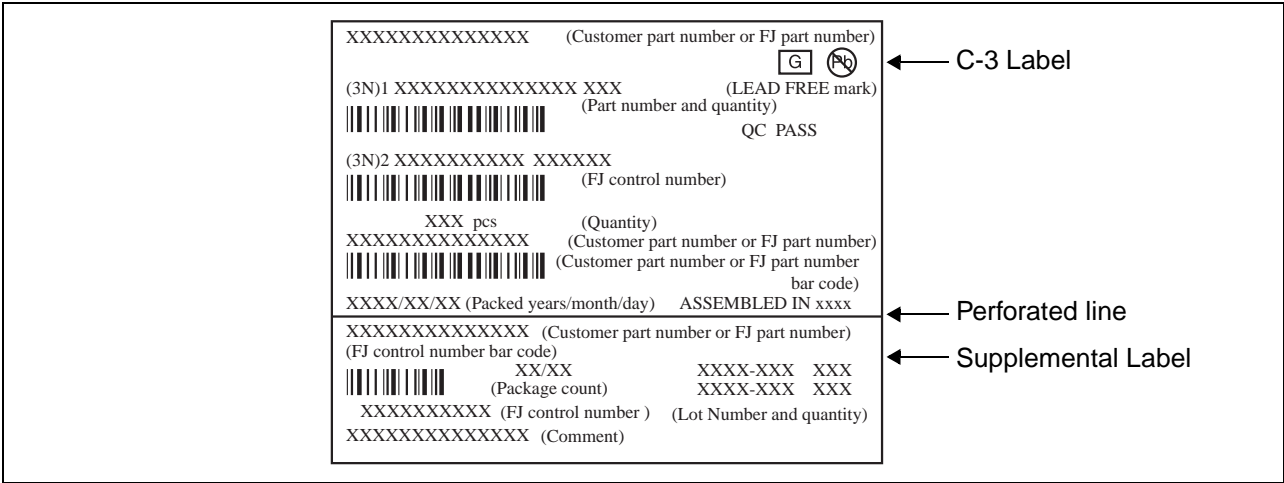 XXXXXXXXXXXXXX (Customer part number or FJ part number)
G Pb
C-3 Label
(3N)1 XXXXXXXXXXXXXX XXX (LEAD FREE mark)
(Part number and quantity)
QC PASS
(3N)2 XXXXXXXXXX XXXXXX
(FJ control number)
XXX pcs (Quantity)
XXXXXXXXXXXXXX (Customer part number or FJ part number)
(Customer part number or FJ part number
bar code)
XXXX/XX/XX (Packed years/month/day) ASSEMBLED IN xxxx
Perforated line
XXXXXXXXXXXXXX (Customer part number or FJ part number)
(FJ control number bar code)
Supplemental Label
XX/XX XXXX-XXX XXX
(Package count) XXXX-XXX XXX
XXXXXXXXXX (FJ control number ) (Lot Number and quantity)
XXXXXXXXXXXXXX (Comment)